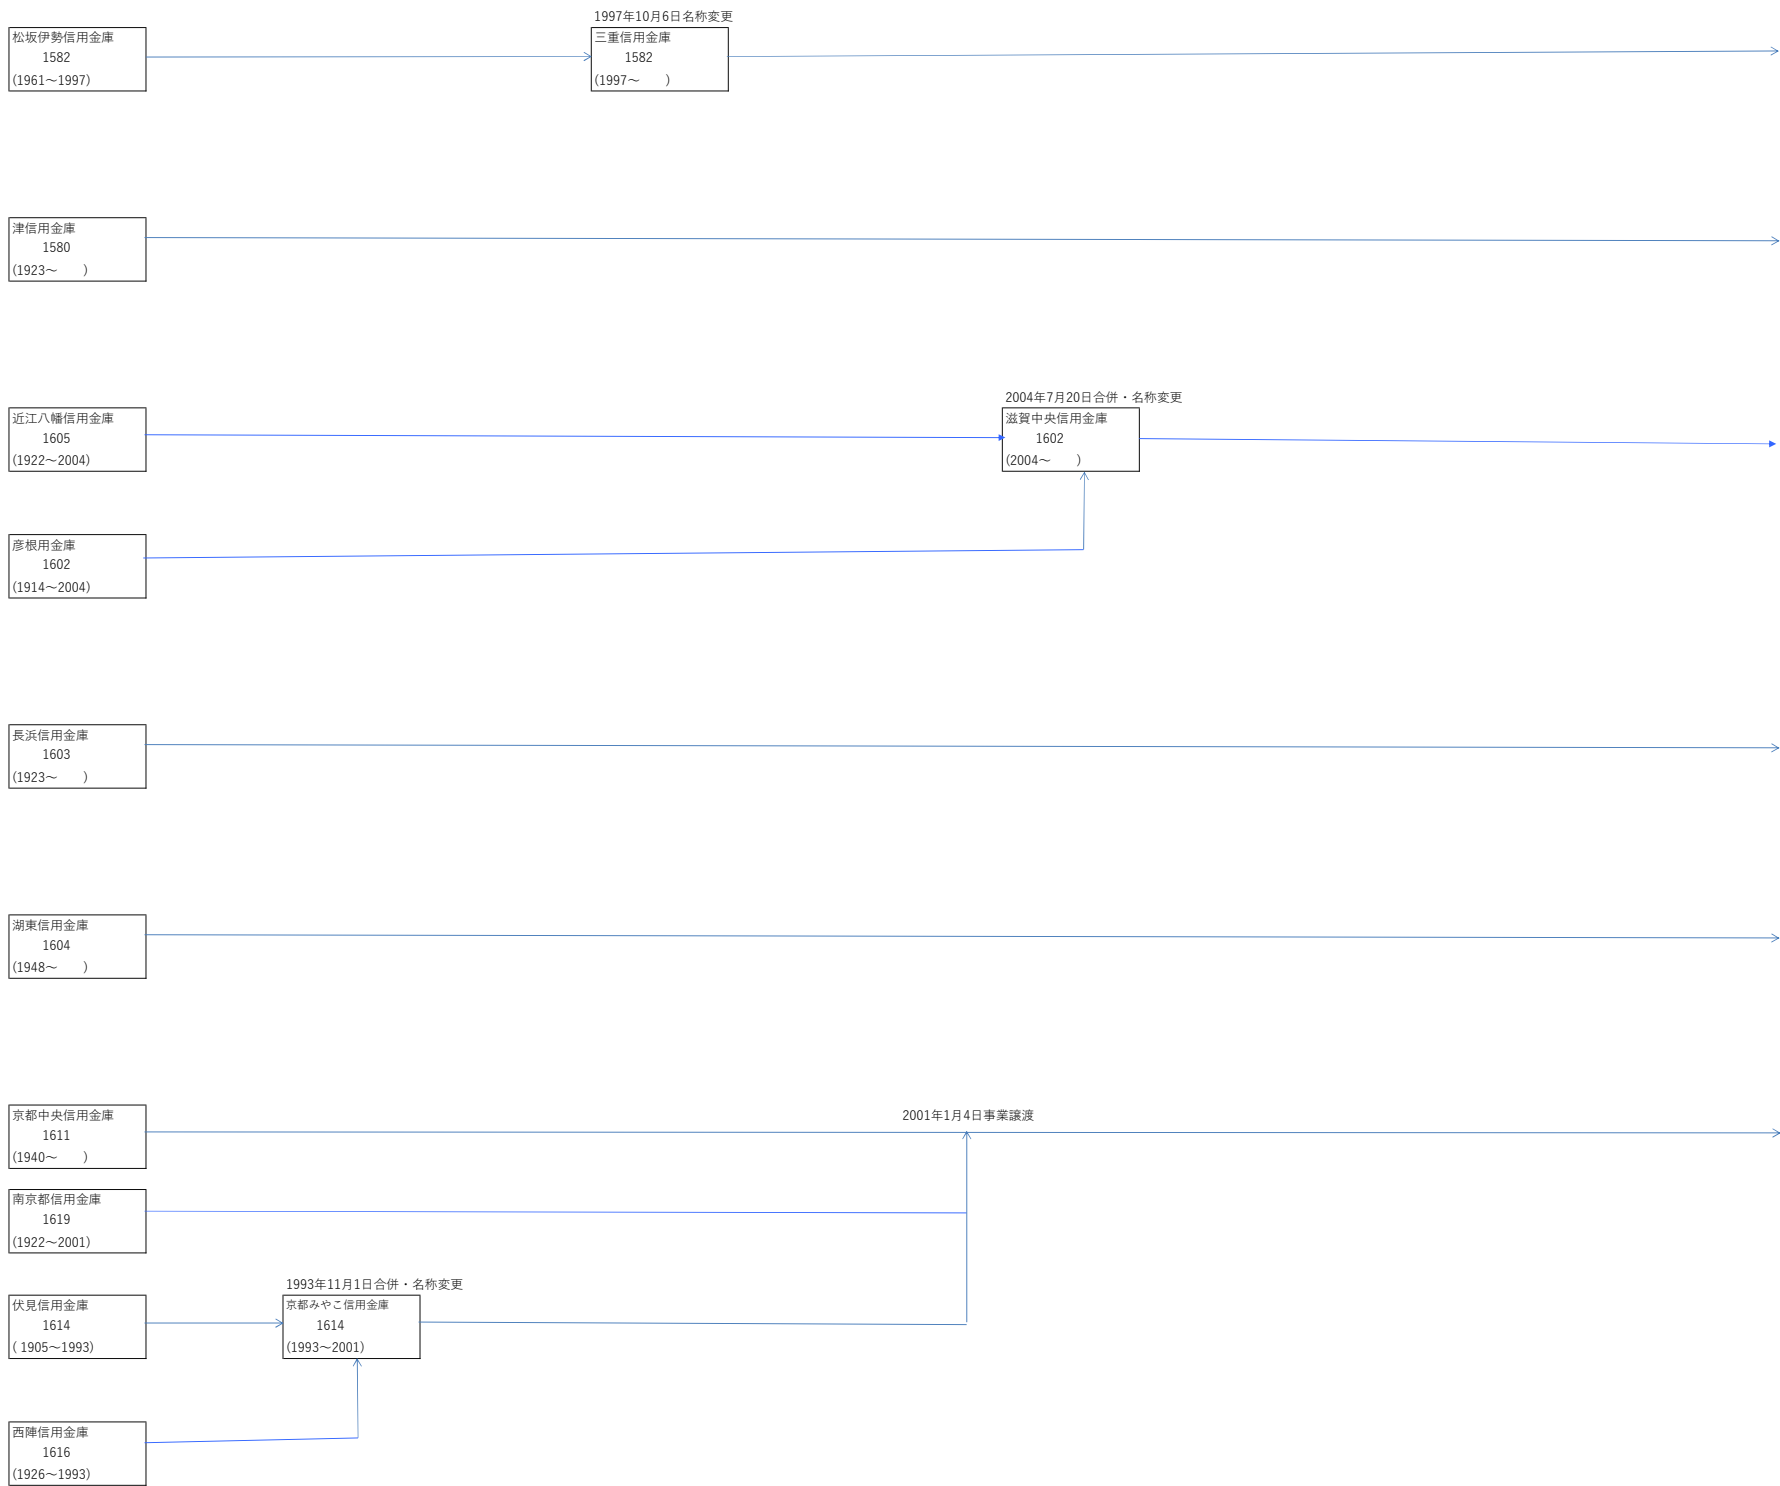 1997年10月6日名称変更
松坂伊勢信用金庫
1582
(1961～1997)
三重信用金庫
1582
(1997～　　)
津信用金庫
1580
(1923～　　)
2004年7月20日合併・名称変更
近江八幡信用金庫
1605
(1922～2004)
滋賀中央信用金庫
1602
(2004～　　)
彦根用金庫
1602
(1914～2004)
長浜信用金庫
1603
(1923～　　)
湖東信用金庫
1604
(1948～　　)
京都中央信用金庫
1611
(1940～　　)
2001年1月4日事業譲渡
南京都信用金庫
1619
(1922～2001)
1993年11月1日合併・名称変更
伏見信用金庫
1614
( 1905～1993)
京都みやこ信用金庫
1614
(1993～2001)
西陣信用金庫
1616
(1926～1993)